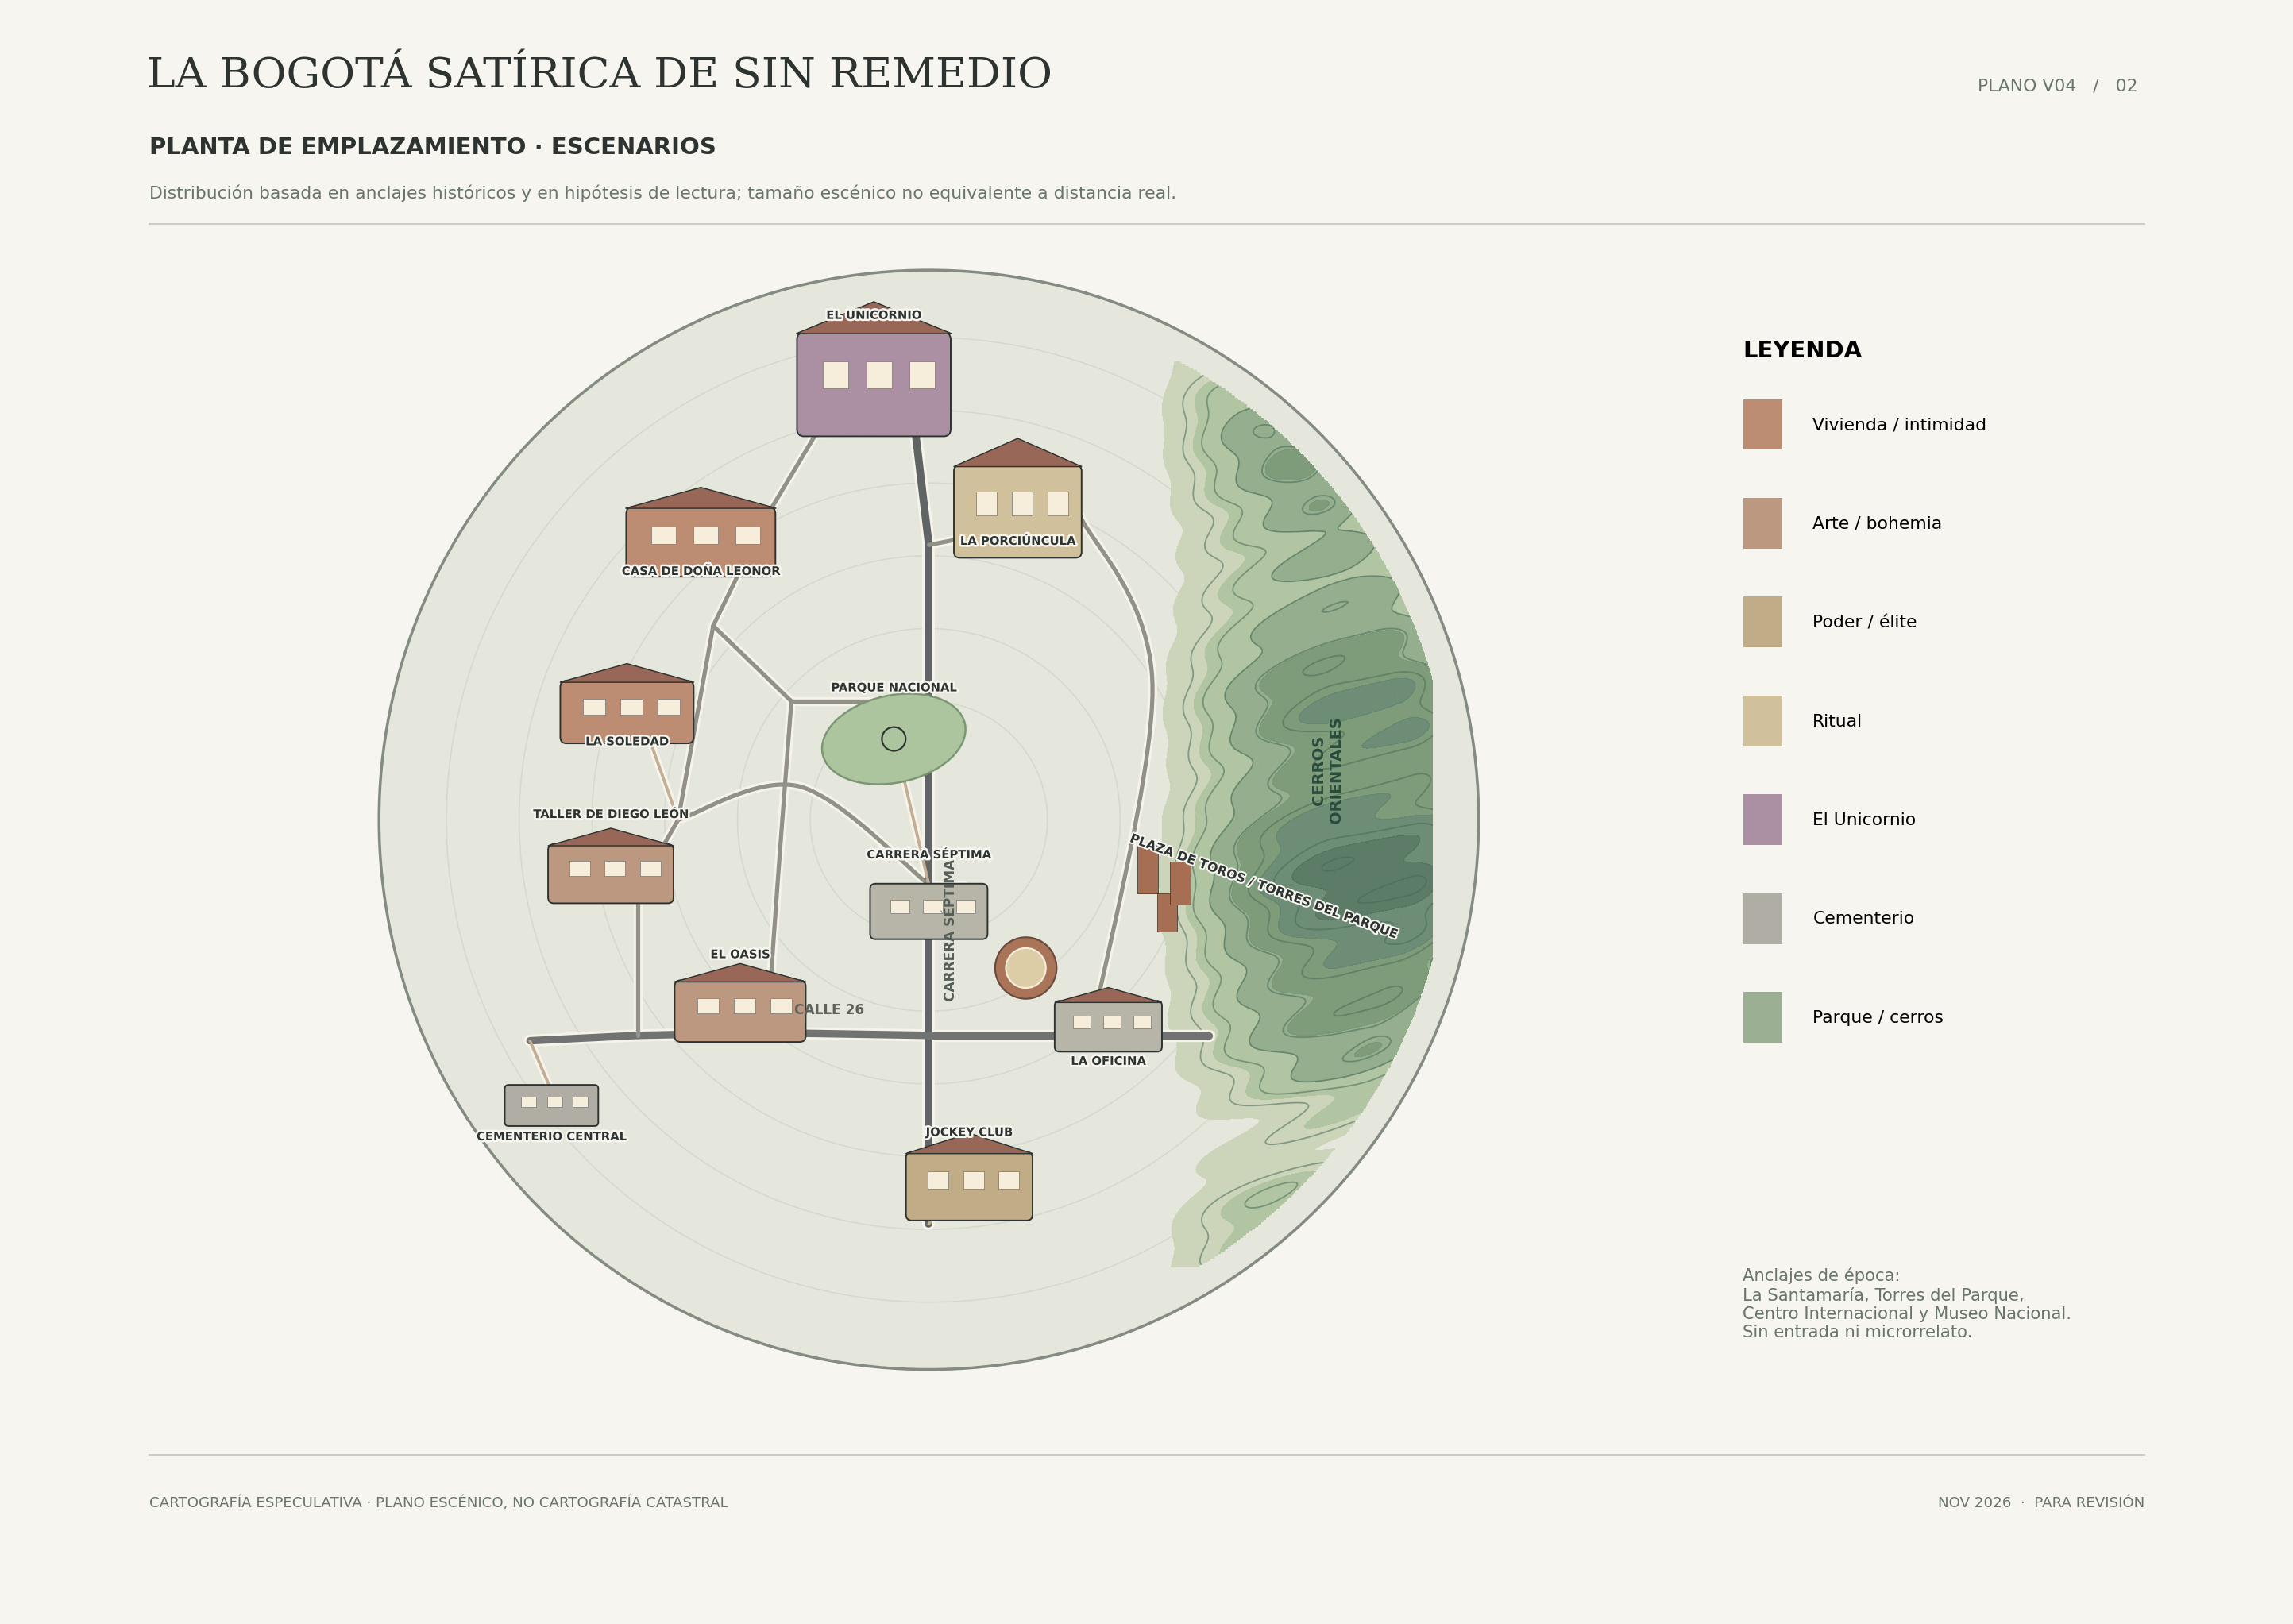 LA BOGOTÁ SATÍRICA DE SIN REMEDIO
PLANO V04 / 02
PLANTA DE EMPLAZAMIENTO · ESCENARIOS
Distribución basada en anclajes históricos y en hipótesis de lectura; tamaño escénico no equivalente a distancia real.
EL UNICORNIO
LA PORCIÚNCULA
CASA DE DOÑA LEONOR
PARQUE NACIONAL
LA SOLEDAD
CERROS
ORIENTALES
TALLER DE DIEGO LEÓN
PLAZA DE TOROS / TORRES DEL PARQUE
CARRERA SÉPTIMA
CARRERA SÉPTIMA
EL OASIS
CALLE 26
LA OFICINA
CEMENTERIO CENTRAL
JOCKEY CLUB
LEYENDA
Vivienda / intimidad
Arte / bohemia
Poder / élite
Ritual
El Unicornio
Cementerio
Parque / cerros
Anclajes de época:
La Santamaría, Torres del Parque,
Centro Internacional y Museo Nacional.
Sin entrada ni microrrelato.
CARTOGRAFÍA ESPECULATIVA · PLANO ESCÉNICO, NO CARTOGRAFÍA CATASTRAL
NOV 2026 · PARA REVISIÓN